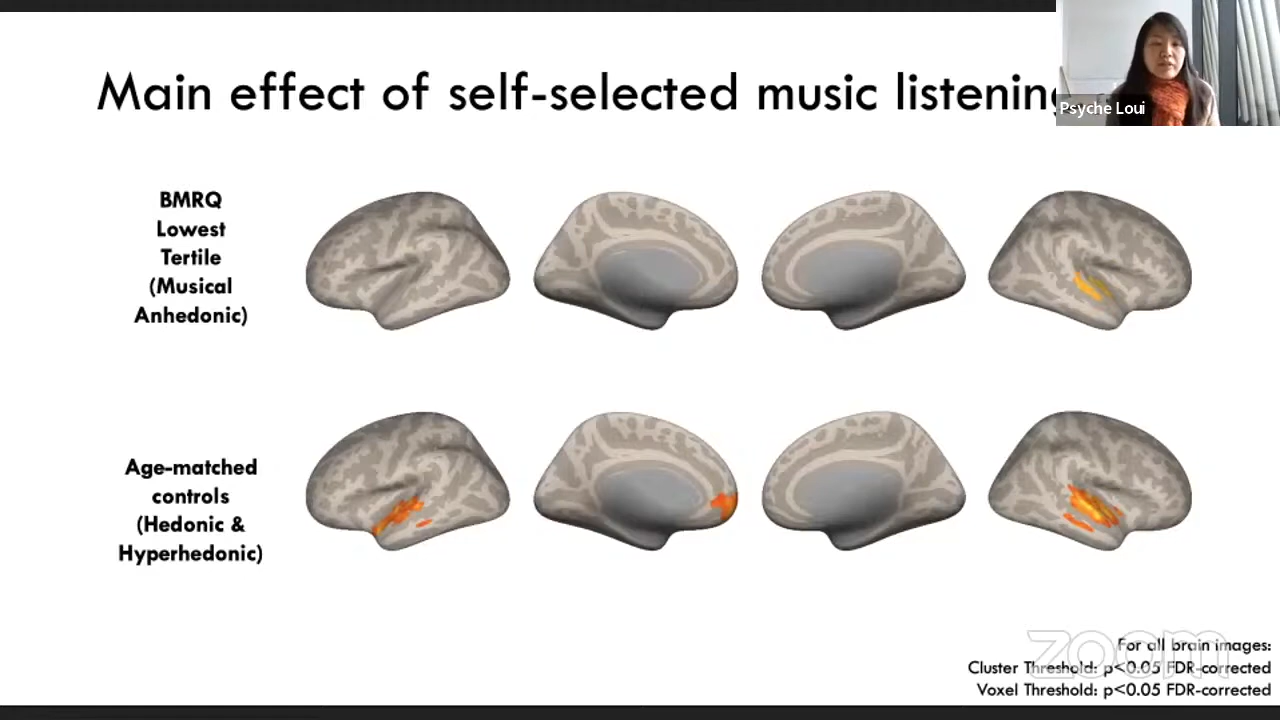 Main effect of self-selected music listening
Psyche Loui
BMRQ
Lowest
Tertile
(Musical
Anhedonic)
Age-matched
controls
(Hedonic &
Hyperhedonic)
zoom
For all brain images:
Cluster Threshold: p<0.05 FDR-corrected
Voxel Threshold: p<0.05 FDR-corrected